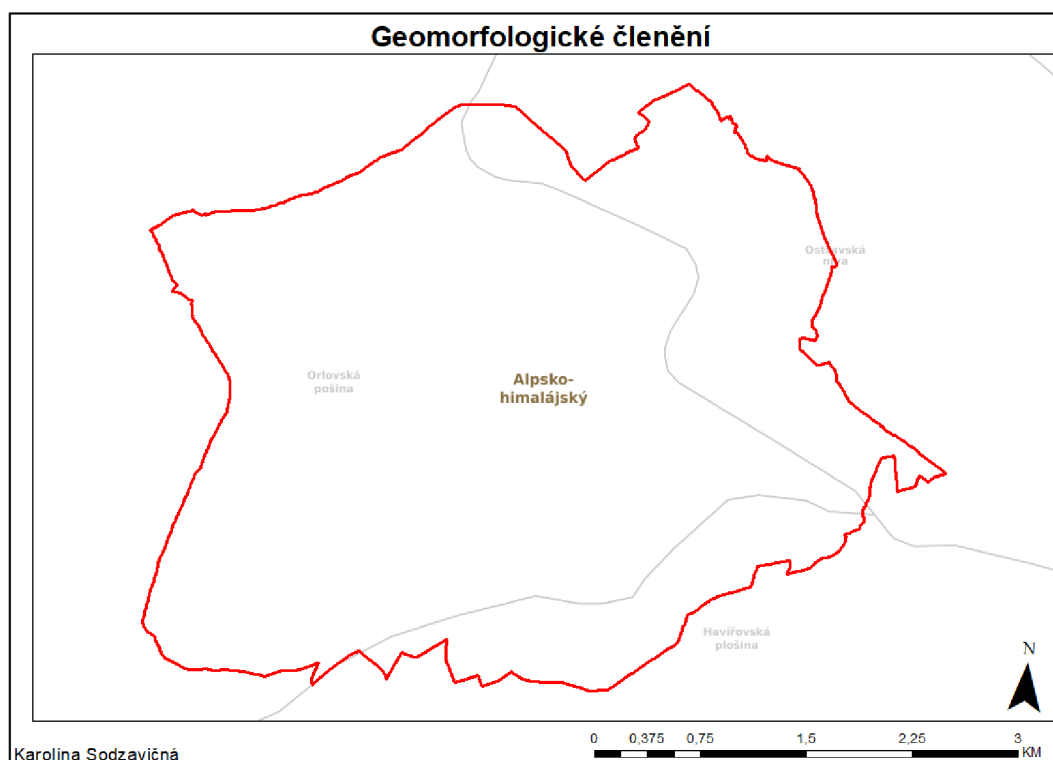 Geomorfologické členění
Ostravská
niva
Orlovská
pošina
Alpsko-
himalájský
Havířovská
plošina
N
0 0,375 0,75 1,5 2,25 3
KM
Karolína Sodzavičná